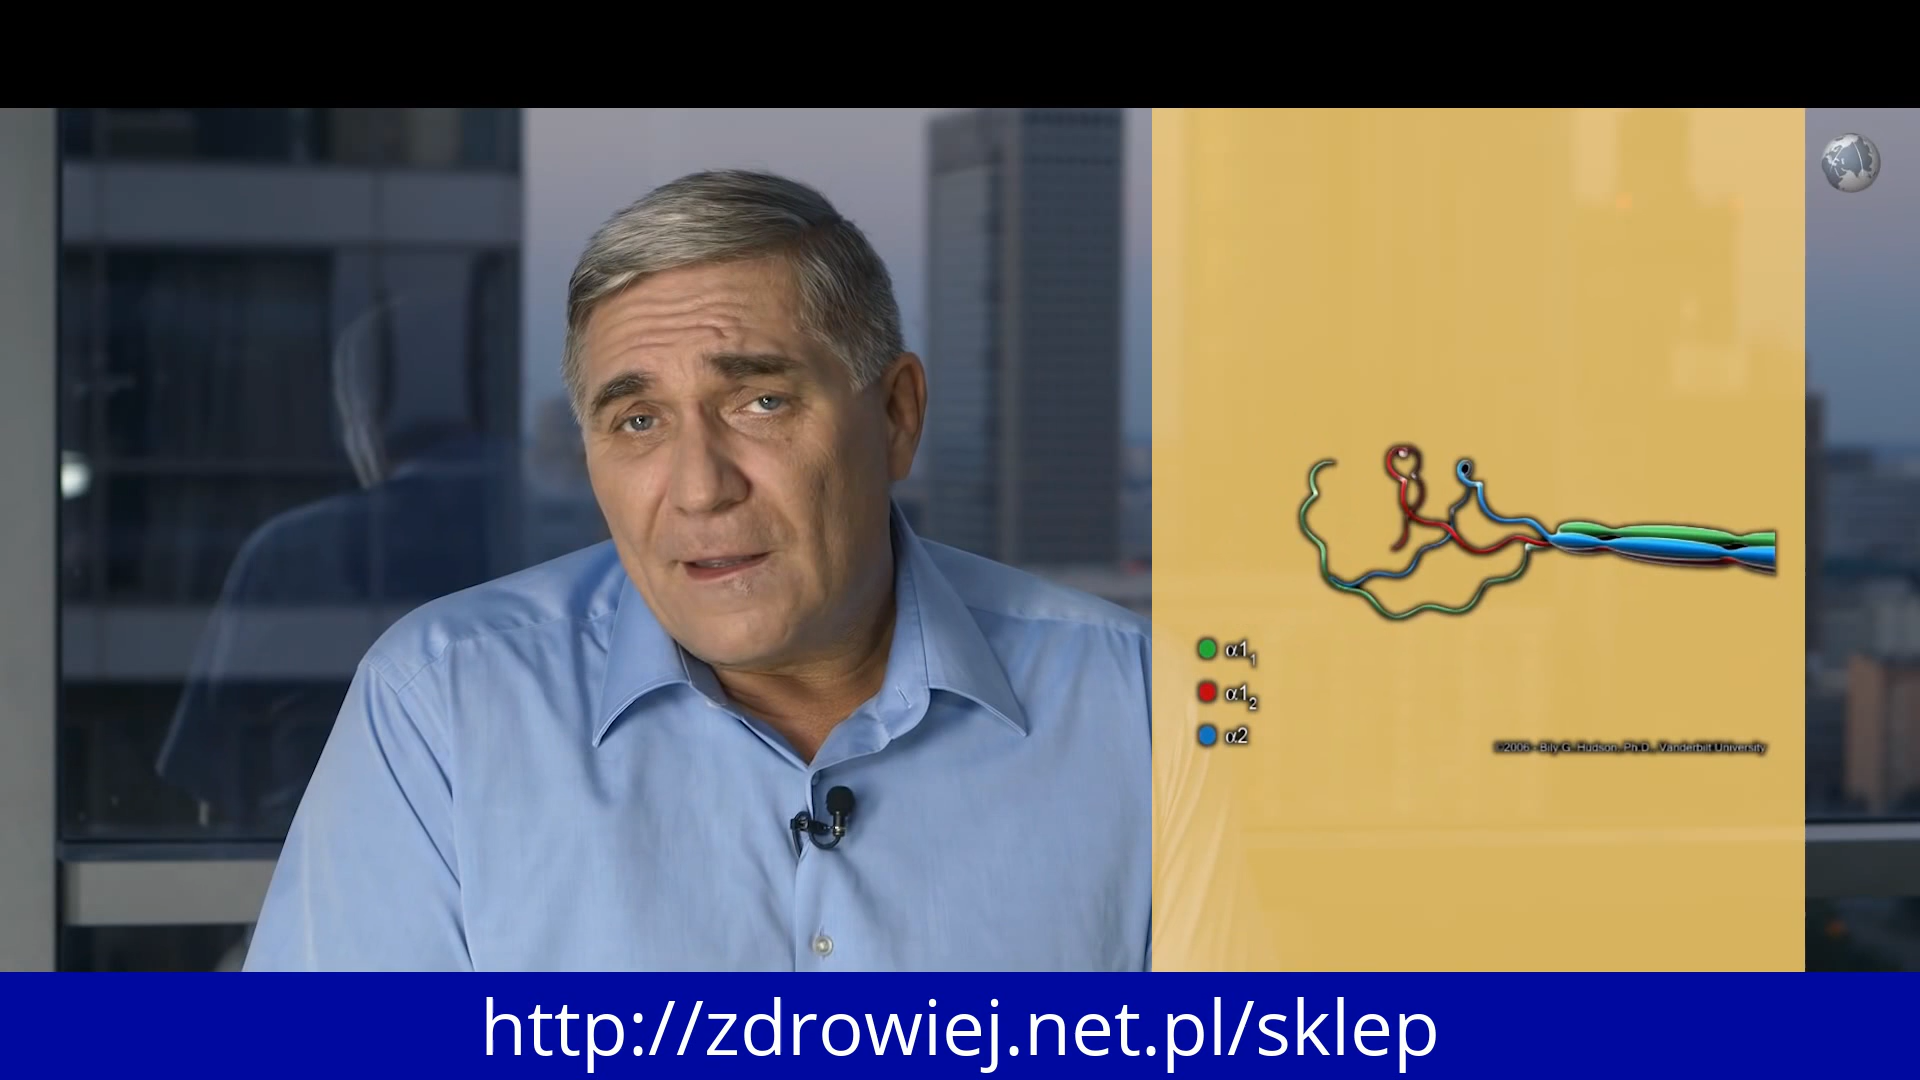 α1₁
α1₂
α2
©2006 - Billy G. Hudson, Ph.D., Vanderbilt University
http://zdrowiej.net.pl/sklep